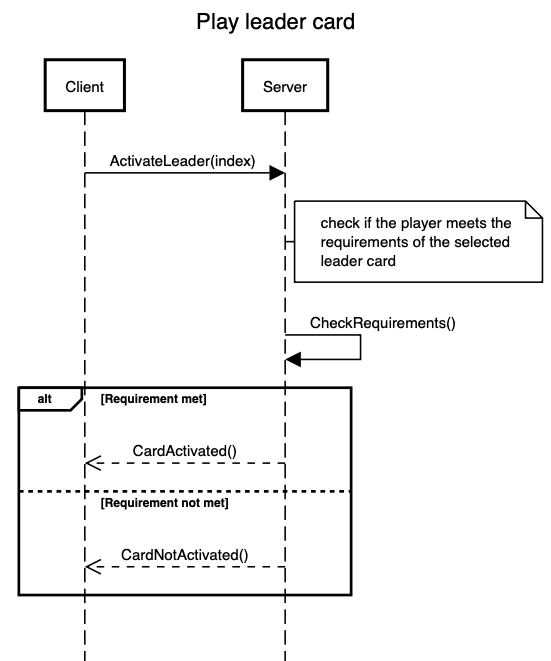 Play leader card
Client
Server
ActivateLeader(index)
check if the player meets the
requirements of the selected
leader card
CheckRequirements()
alt
[Requirement met]
CardActivated()
[Requirement not met]
CardNotActivated()